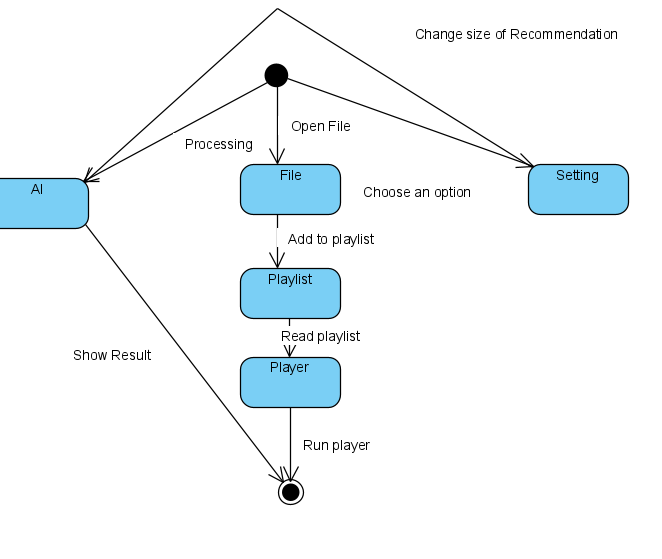 Change size of Recommendation
Open File
Processing
AI
File
Setting
Choose an option
Add to playlist
Playlist
Read playlist
Show Result
Player
Run player